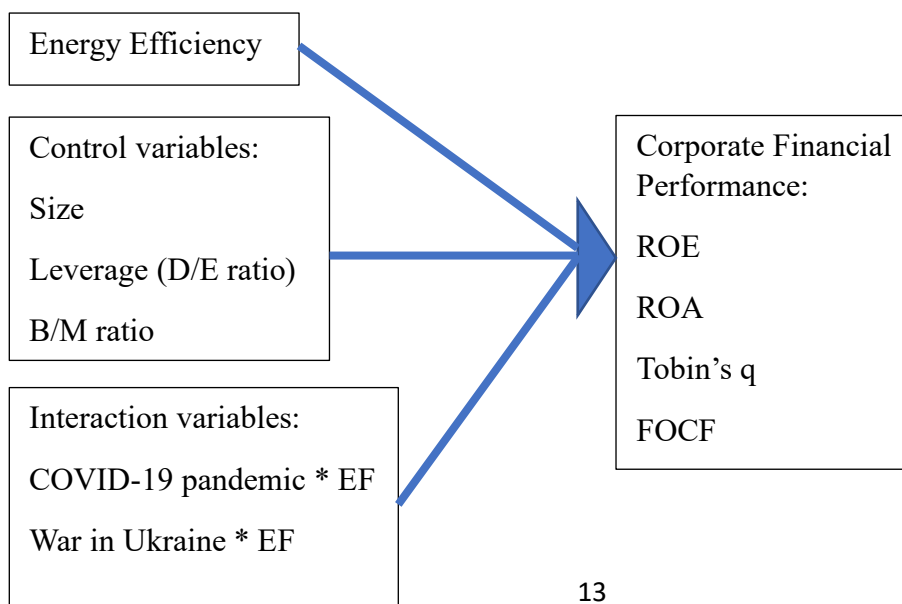 Energy Efficiency
Control variables:
Size
Leverage (D/E ratio)
B/M ratio
Interaction variables:
COVID-19 pandemic * EF
War in Ukraine * EF
Corporate Financial
Performance:
ROE
ROA
Tobin’s q
FOCF
13